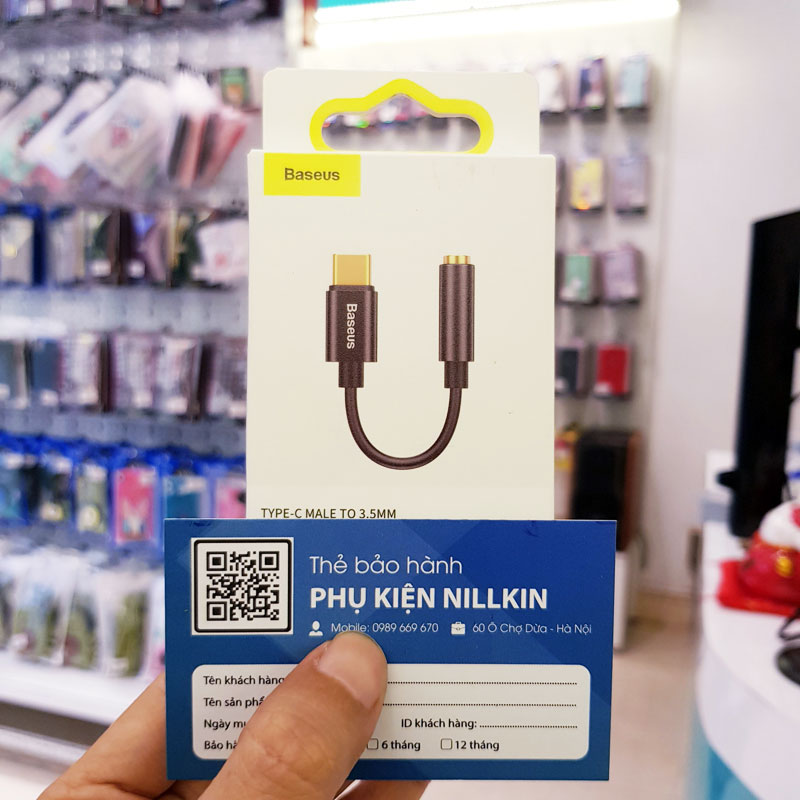 Baseus
Baseus
TYPE-C MALE TO 3.5MM
Thẻ bảo hành
PHỤ KIỆN NILLKIN
Mobile: 0989 669 670 60 Ô Chợ Dừa - Hà Nội
Tên khách hàng
Tên sản phẩ
Ngày mu ID khách hàng:
Bảo hà 6 tháng 12 tháng